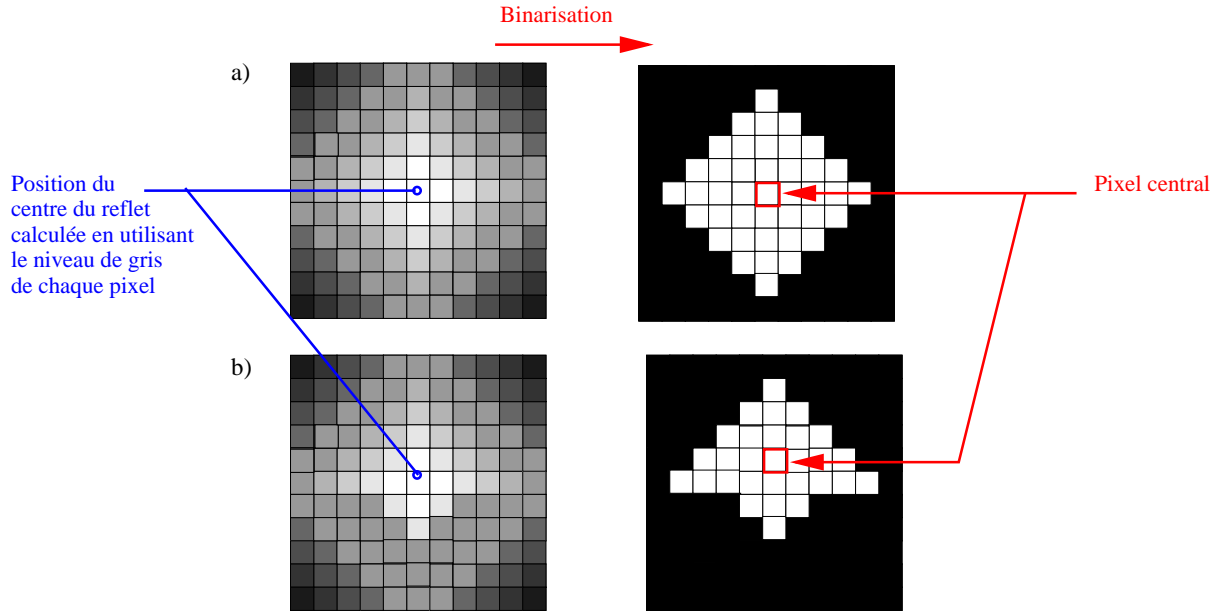 Binarisation
a)
Position du
centre du reflet
calculée en utilisant
le niveau de gris
de chaque pixel
Pixel central
b)